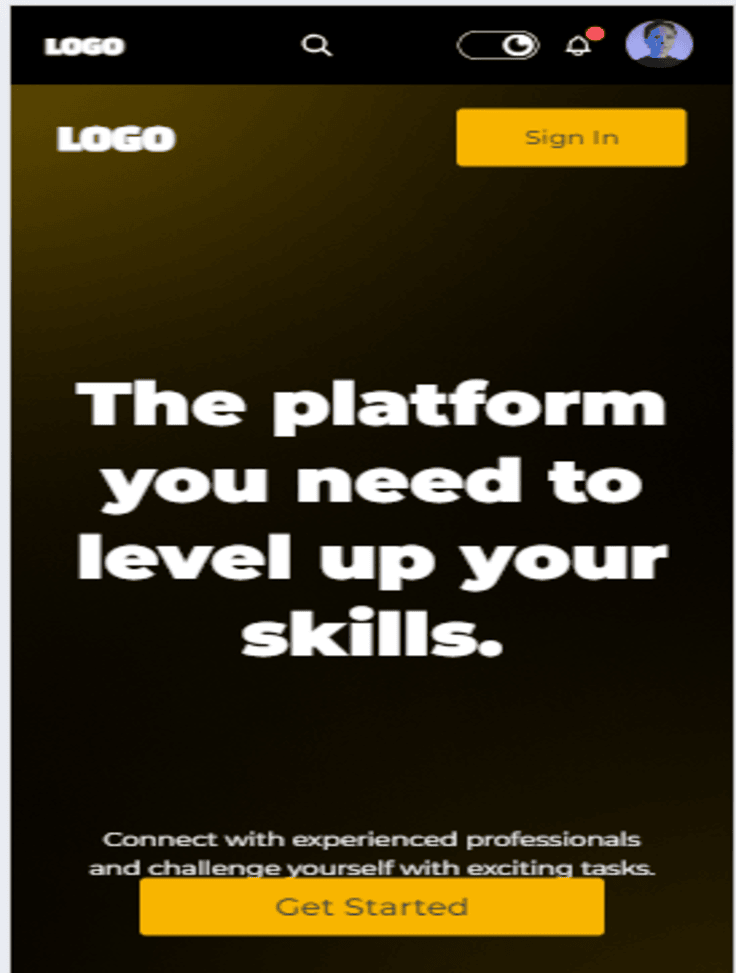 LOGO
LOGO
Sign In
The platform
you need to
level up your
skills.
Connect with experienced professionals
and challenge yourself with exciting tasks.
Get Started